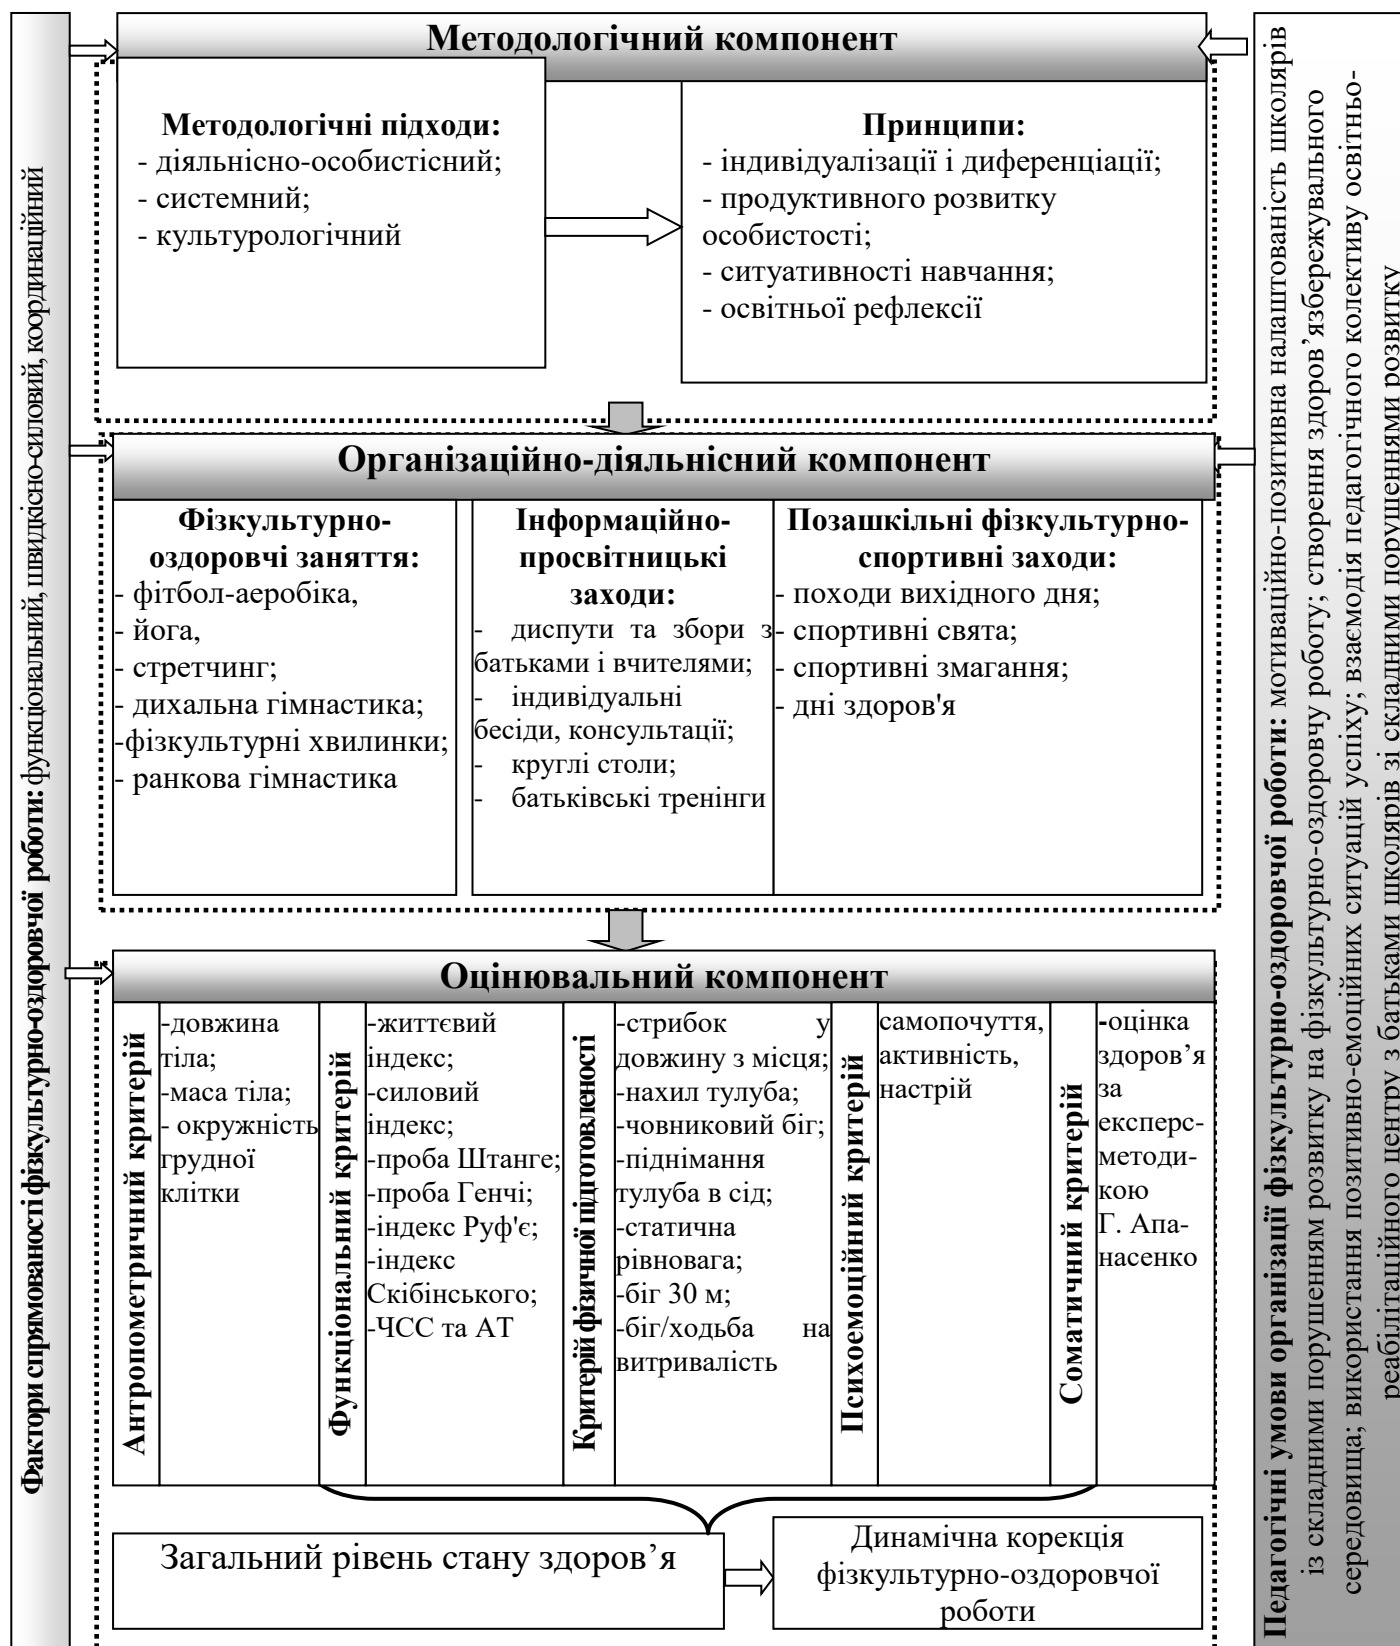 Фактори спрямованості фізкультурно-оздоровчої роботи: функціональний, швидкісно-силовий, координаційний
Методологічний компонент
Методологічні підходи:
- діяльнісно-особистісний;
- системний;
- культурологічний
Принципи:
- індивідуалізації і диференціації;
- продуктивного розвитку
особистості;
- ситуативності навчання;
- освітньої рефлексії
Організаційно-діяльнісний компонент
Фізкультурно-
оздоровчі заняття:
- фітбол-аеробіка,
- йога,
- стретчинг;
- дихальна гімнастика;
-фізкультурні хвилинки;
- ранкова гімнастика
Інформаційно-
просвітницькі
заходи:
- диспути та збори з
батьками і вчителями;
- індивідуальні
бесіди, консультації;
- круглі столи;
- батьківські тренінги
Позашкільні фізкультурно-
спортивні заходи:
- походи вихідного дня;
- спортивні свята;
- спортивні змагання;
- дні здоров'я
Оцінювальний компонент
Антропометричний критерій
-довжина
тіла;
-маса тіла;
- окружність
грудної
клітки
Функціональний критерій
-життєвий
індекс;
-силовий
індекс;
-проба Штанге;
-проба Генчі;
-індекс Руф'є;
-індекс
Скібінського;
-ЧСС та АТ
Критерій фізичної підготовленості
-стрибок у
довжину з місця;
-нахил тулуба;
-човниковий біг;
-піднімання
тулуба в сід;
-статична
рівновага;
-біг 30 м;
-біг/ходьба на
витривалість
Психоемоційний критерій
самопочуття,
активність,
настрій
Соматичний критерій
-оцінка
здоров’я
за
експерс-
методи-
кою
Г. Апа-
насенко
Загальний рівень стану здоров’я
Динамічна корекція
фізкультурно-оздоровчої
роботи
Педагогічні умови організації фізкультурно-оздоровчої роботи: мотиваційно-позитивна налаштованість школярів
із складними порушенням розвитку на фізкультурно-оздоровчу роботу; створення здоров’язбережувального
середовища; використання позитивно-емоційних ситуацій успіху; взаємодія педагогічного колективу освітньо-
реабілітаційного центру з батьками школярів зі складними порушеннями розвитку